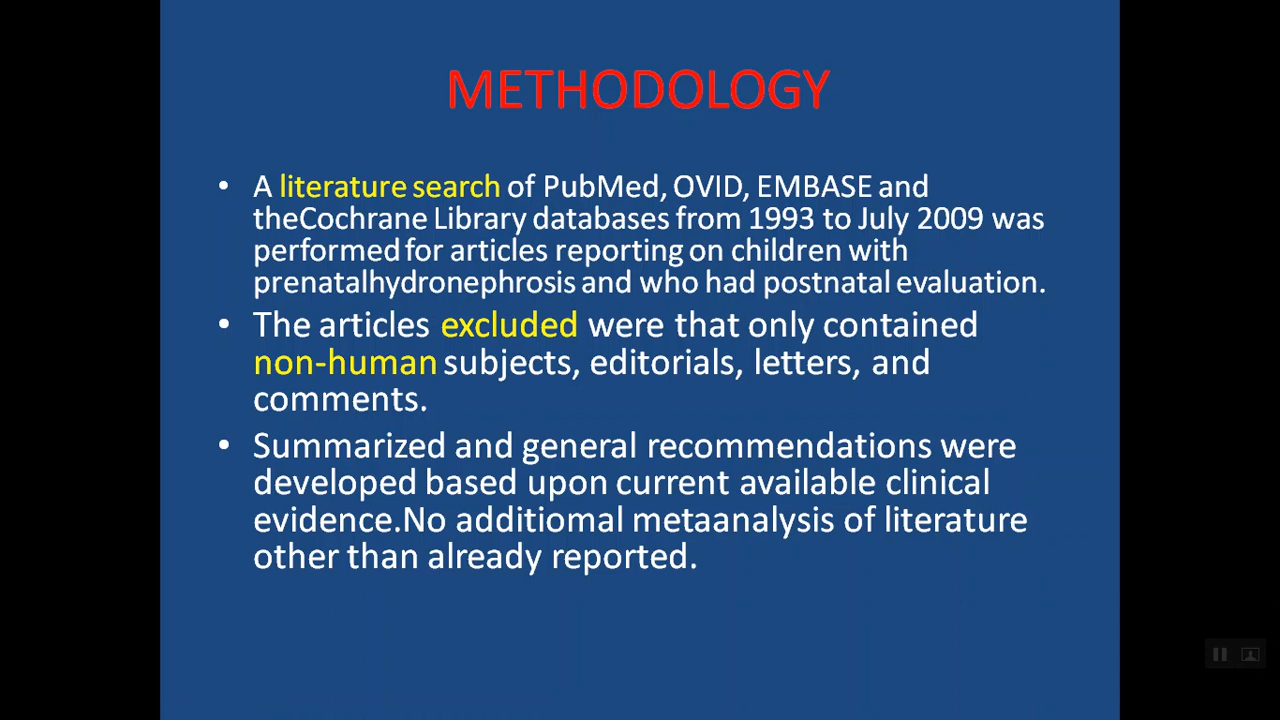 METHODOLOGY
• A literature search of PubMed, OVID, EMBASE and
theCochrane Library databases from 1993 to July 2009 was
performed for articles reporting on children with
prenatalhydronephrosis and who had postnatal evaluation.
• The articles excluded were that only contained
non-human subjects, editorials, letters, and
comments.
• Summarized and general recommendations were
developed based upon current available clinical
evidence.No additiomal metaanalysis of literature
other than already reported.